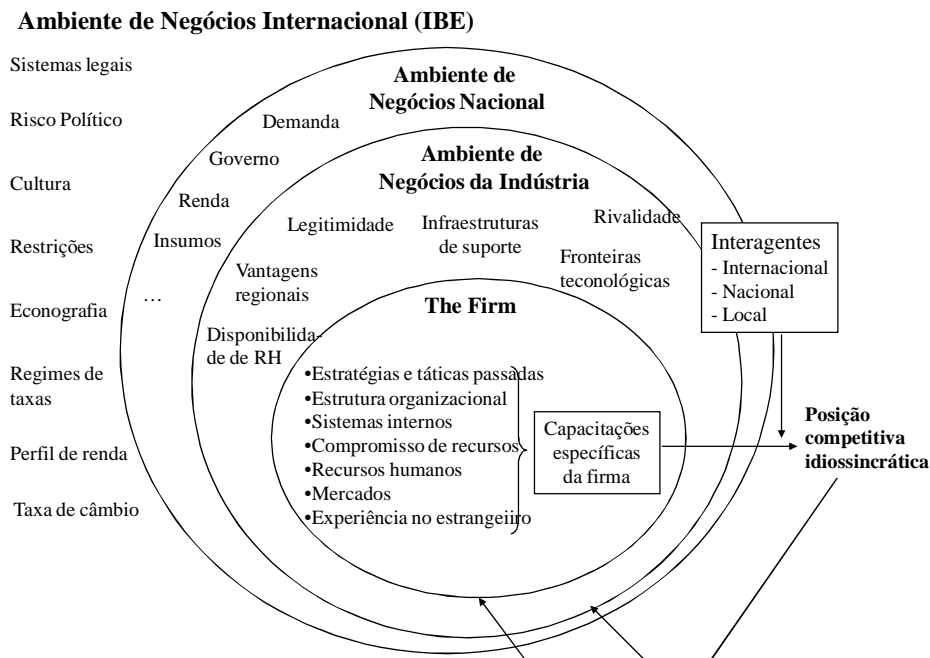 Ambiente de Negócios Internacional (IBE)
Sistemas legais
Risco Político
Cultura
Restrições
Econografia
Regimes de
taxas
Perfil de renda
Taxa de câmbio
Ambiente de
Negócios Nacional
Demanda
Governo
Renda
Insumos
…
Ambiente de
Negócios da Indústria
Legitimidade
Infraestruturas
de suporte
Rivalidade
Fronteiras
teconológicas
Vantagens
regionais
Disponibilida-
de de RH
The Firm
•Estratégias e táticas passadas
•Estrutura organizacional
•Sistemas internos
•Compromisso de recursos
•Recursos humanos
•Mercados
•Experiência no estrangeiiro
Capacitações
específicas
da firma
Interagentes
- Internacional
- Nacional
- Local
Posição
competitiva
idiossincrática